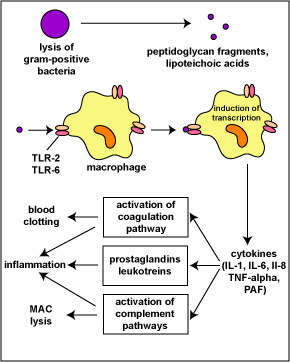 lysis of
gram-positive
bacteria
peptidoglycan fragments,
lipoteichoic acids
induction of
transcription
TLR-2
TLR-6
macrophage
blood
clotting
activation of
coagulation
pathway
inflammation
prostaglandins
leukotreins
cytokines
(IL-1, IL-6, Il-8
TNF-alpha,
PAF)
MAC
lysis
activation of
complement
pathways